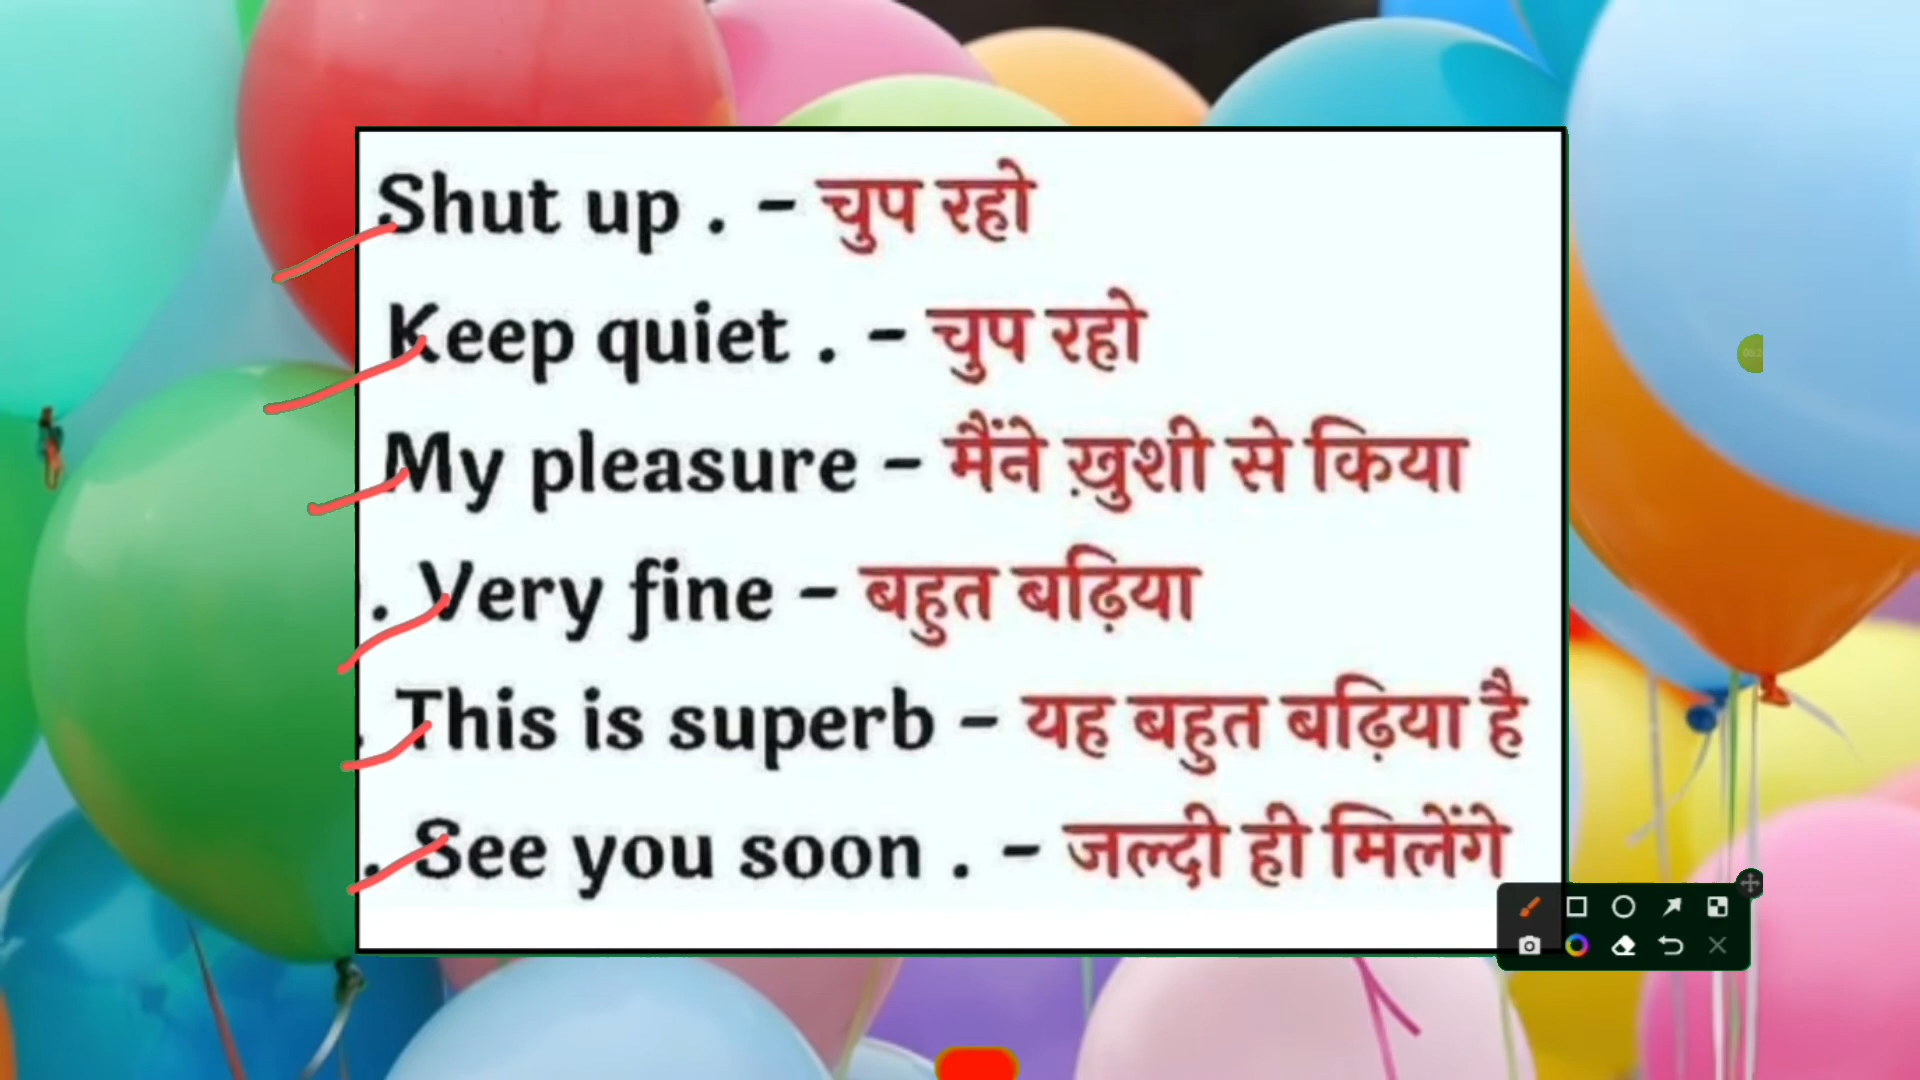 Shut up . - चुप रहो
Keep quiet . - चुप रहो
My pleasure - मैंने ख़ुशी से किया
. Very fine - बहुत बढ़िया
. This is superb - यह बहुत बढ़िया है
. See you soon . - जल्दी ही मिलेंगे